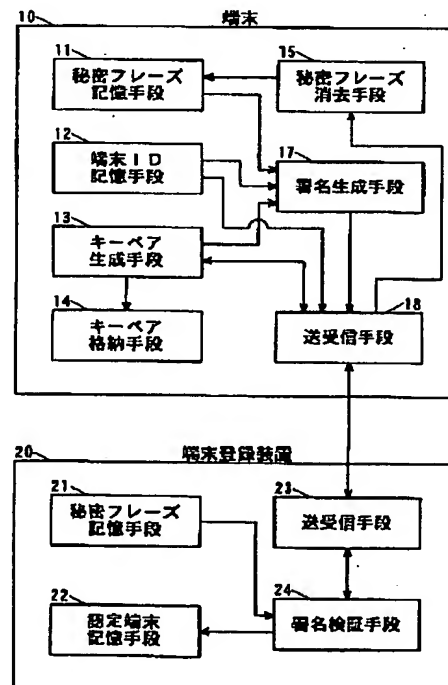 10
端末
11
秘密フレーズ
記憶手段
15
秘密フレーズ
消去手段
12
端末ID
記憶手段
17
署名生成手段
13
キーペア
生成手段
14
キーペア
格納手段
18
送受信手段
20
端末登録装置
21
秘密フレーズ
記憶手段
23
送受信手段
22
認定端末
記憶手段
24
署名検証手段